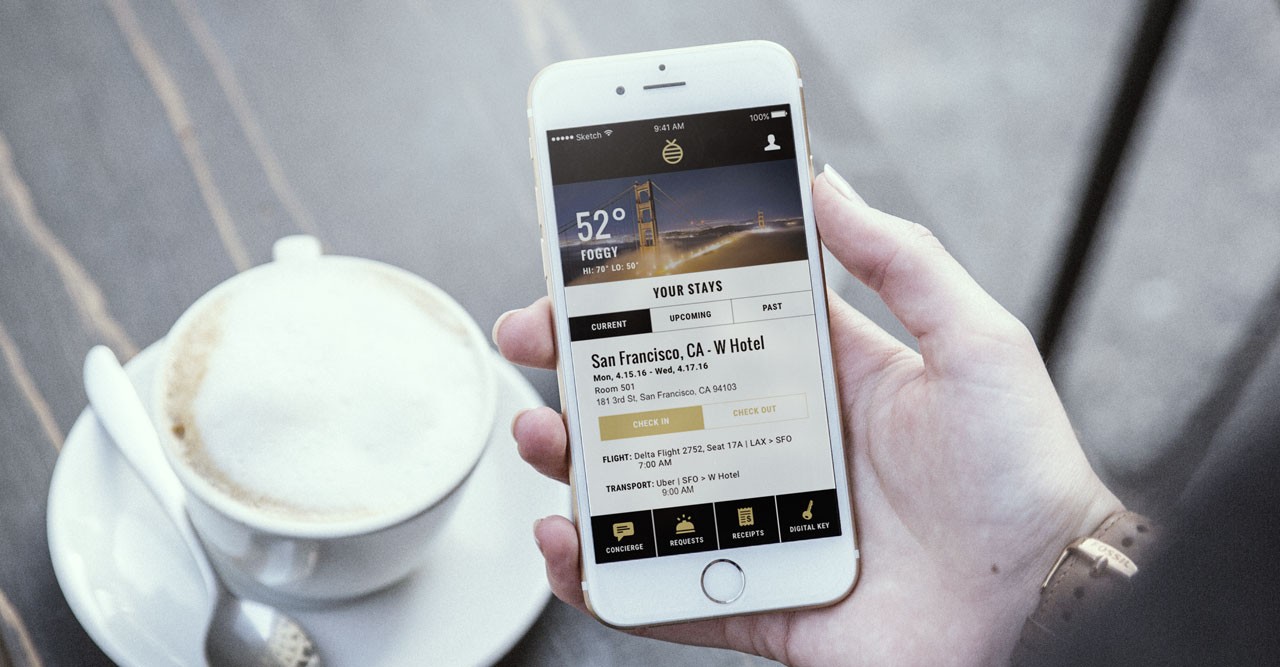 Sketch
9:41 AM
100%
52°
FOGGY
HI: 70° LO: 50°
YOUR STAYS
CURRENT
UPCOMING
PAST
San Francisco, CA - W Hotel
Mon, 4.15.16 - Wed, 4.17.16
Room 501
181 3rd St, San Francisco, CA 94103
CHECK IN
CHECK OUT
FLIGHT: Delta Flight 2752, Seat 17A | LAX > SFO
7:00 AM
TRANSPORT: Uber | SFO > W Hotel
9:00 AM
CONCIERGE
REQUESTS
RECEIPTS
DIGITAL KEY
FOSSIL